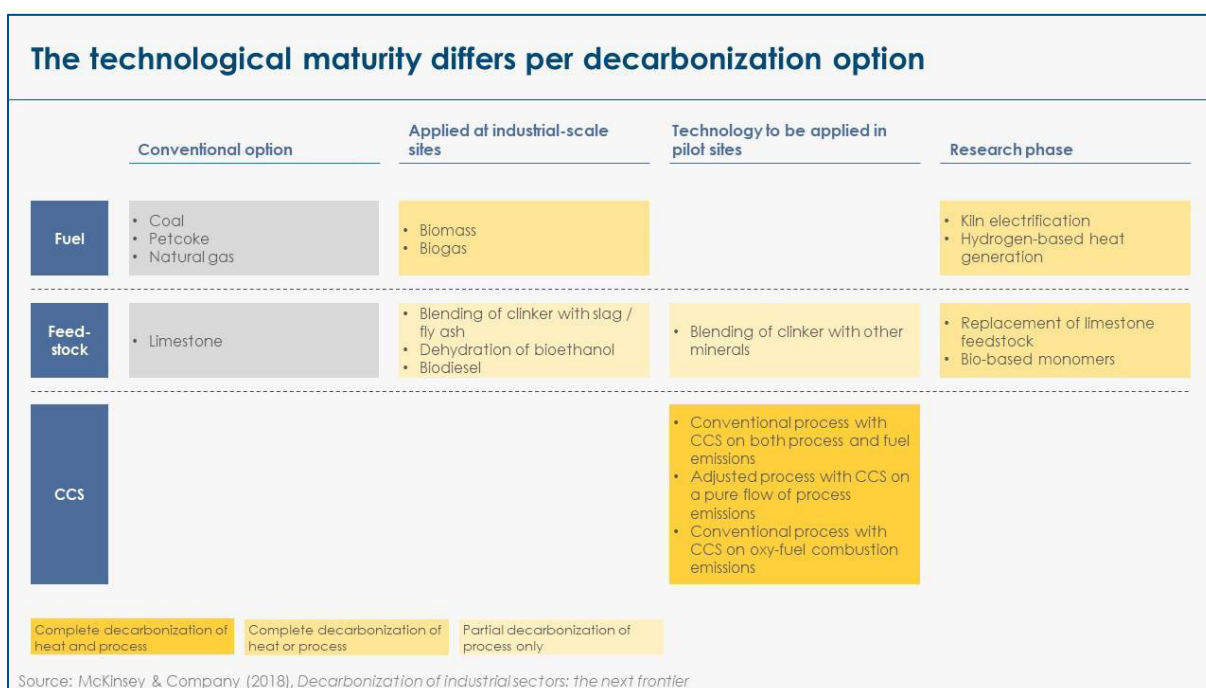 The technological maturity differs per decarbonization option
Conventional option
Applied at industrial-scale
sites
Technology to be applied in
pilot sites
Research phase
Fuel
• Coal
• Petcoke
• Natural gas
• Biomass
• Biogas
• Kiln electrification
• Hydrogen-based heat
generation
Feed-
stock
• Limestone
• Blending of clinker with slag /
fly ash
• Dehydration of bioethanol
• Biodiesel
• Blending of clinker with other
minerals
• Replacement of limestone
feedstock
• Bio-based monomers
CCS
• Conventional process with
CCS on both process and fuel
emissions
• Adjusted process with CCS on
a pure flow of process
emissions
• Conventional process with
CCS on oxy-fuel combustion
emissions
Complete decarbonization of
heat and process
Complete decarbonization of
heat or process
Partial decarbonization of
process only
Source: McKinsey & Company (2018), Decarbonization of industrial sectors: the next frontier